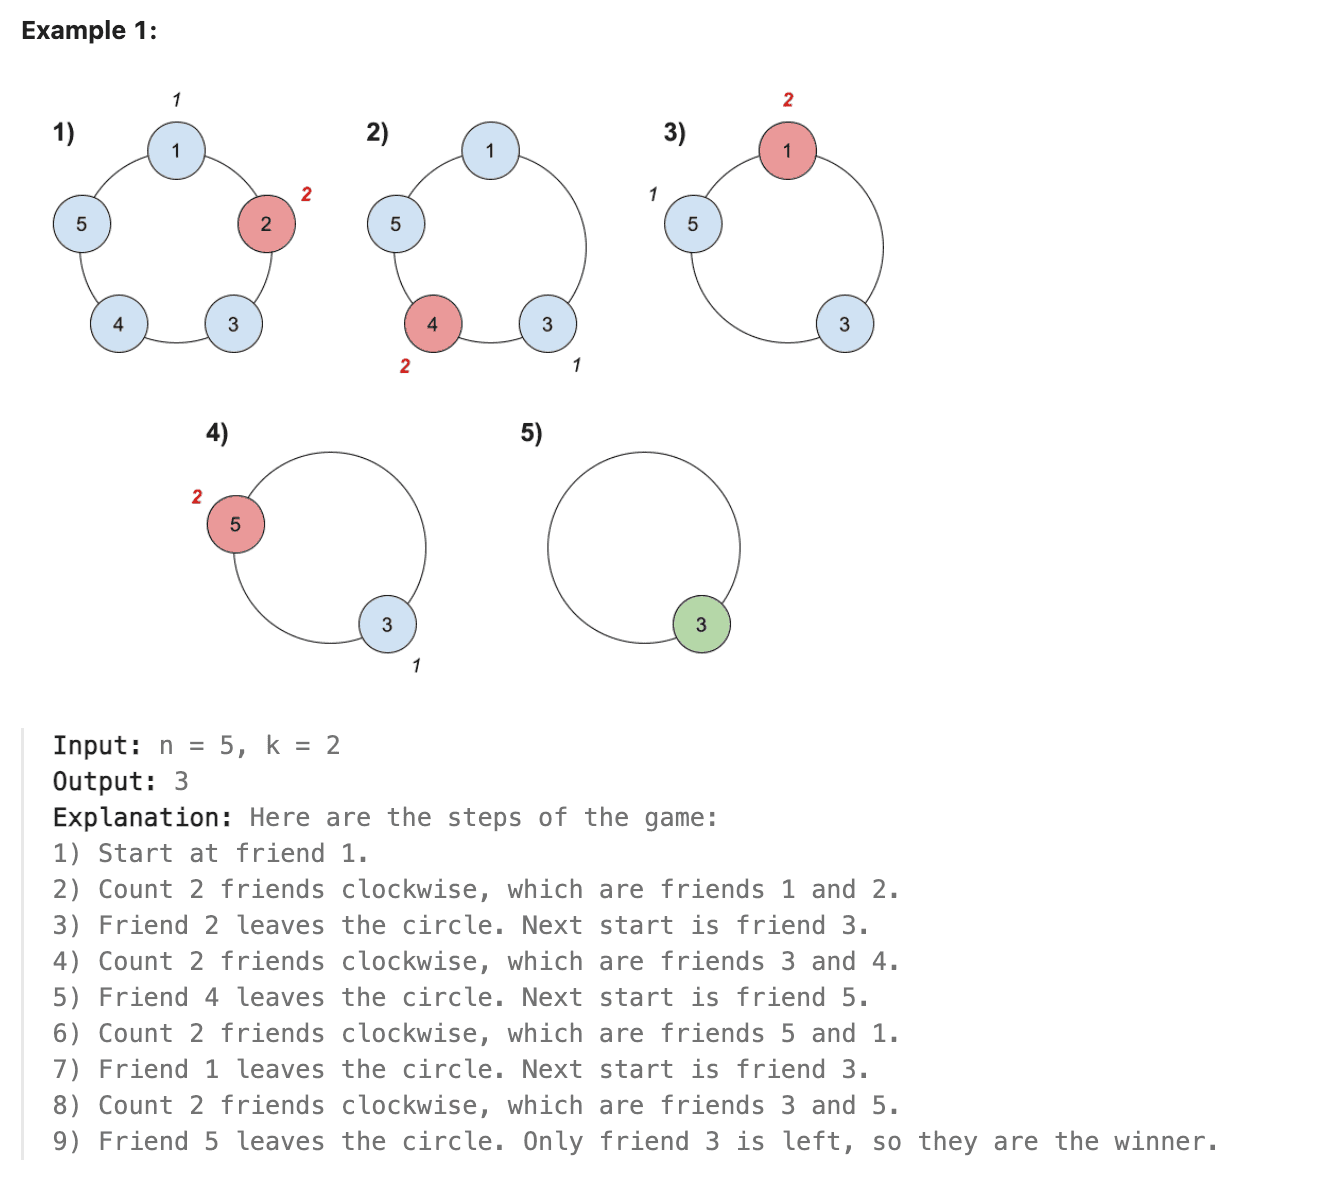 Example 1:
1
1)
1
2
2
5
4
3
2)
1
5
4
3
2
1
2
3)
1
1
5
3
4)
2
5
3
1
5)
3
Input: n = 5, k = 2
Output: 3
Explanation: Here are the steps of the game:
1) Start at friend 1.
2) Count 2 friends clockwise, which are friends 1 and 2.
3) Friend 2 leaves the circle. Next start is friend 3.
4) Count 2 friends clockwise, which are friends 3 and 4.
5) Friend 4 leaves the circle. Next start is friend 5.
6) Count 2 friends clockwise, which are friends 5 and 1.
7) Friend 1 leaves the circle. Next start is friend 3.
8) Count 2 friends clockwise, which are friends 3 and 5.
9) Friend 5 leaves the circle. Only friend 3 is left, so they are the winner.